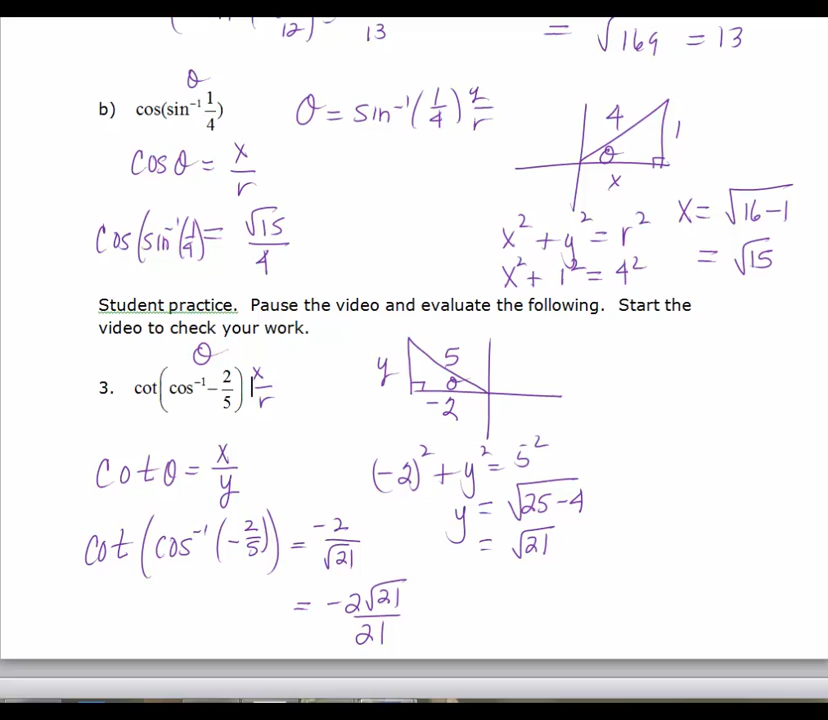 12) = 13
= √169 = 13
θ
b) cos(sin⁻¹ 1/4)
θ = sin⁻¹(1/4) y/r
4
1
θ
x
cos θ = x/r
cos(sin⁻¹(1/4)) = √15/4
x² + y² = r²
x² + 1² = 4²
x = √16-1
= √15
Student practice. Pause the video and evaluate the following. Start the
video to check your work.
θ
3. cot(cos⁻¹ - 2/5) x/r
y
5
θ
-2
cot θ = x/y
(-2)² + y² = 5²
y = √25-4
= √21
cot(cos⁻¹(-2/5)) = -2/√21
= -2√21/21